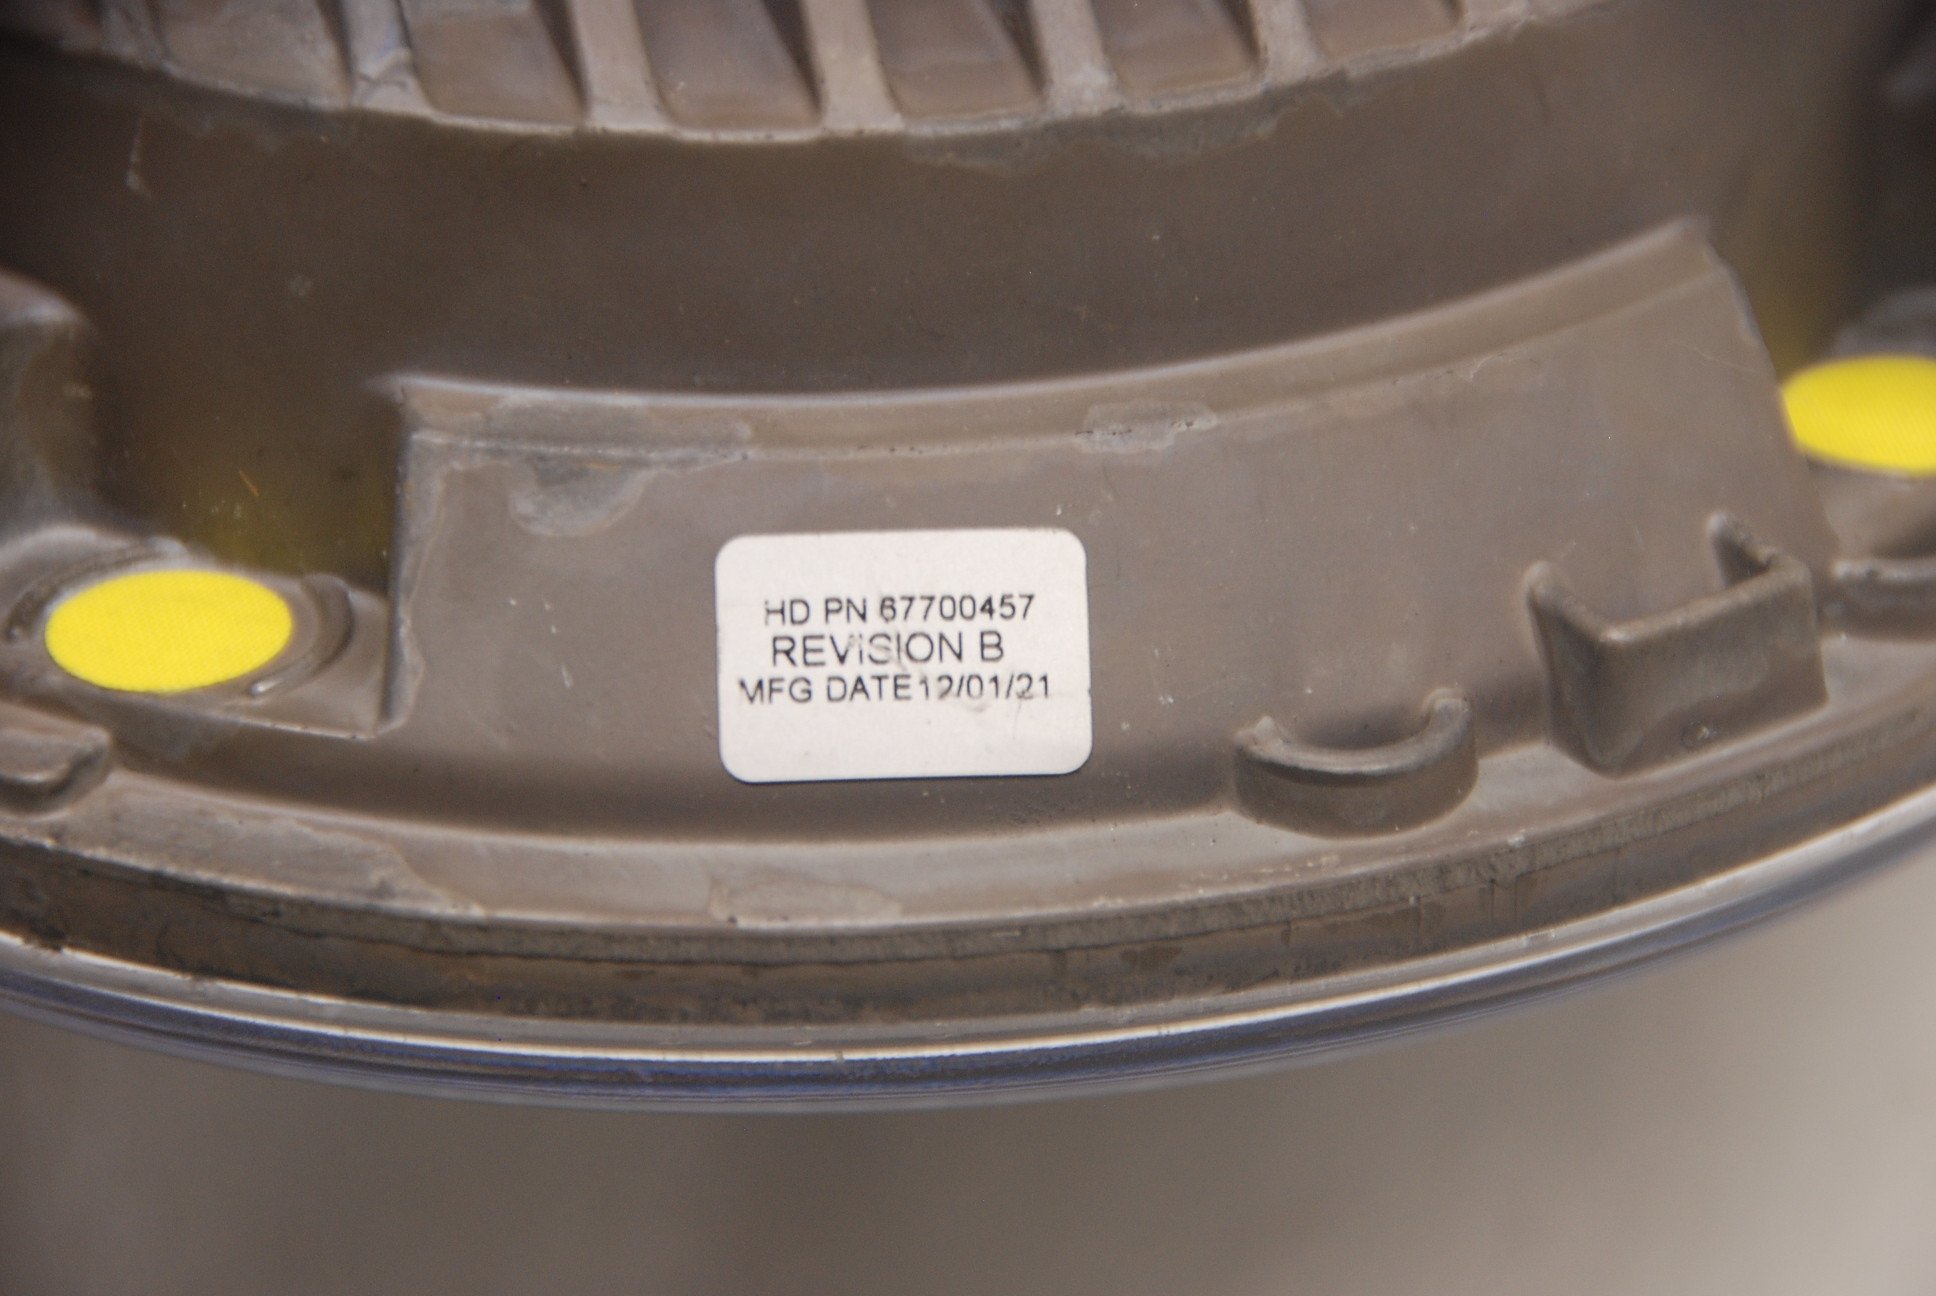 HD PN 67700457
REVISION B
MFG DATE12/01/21